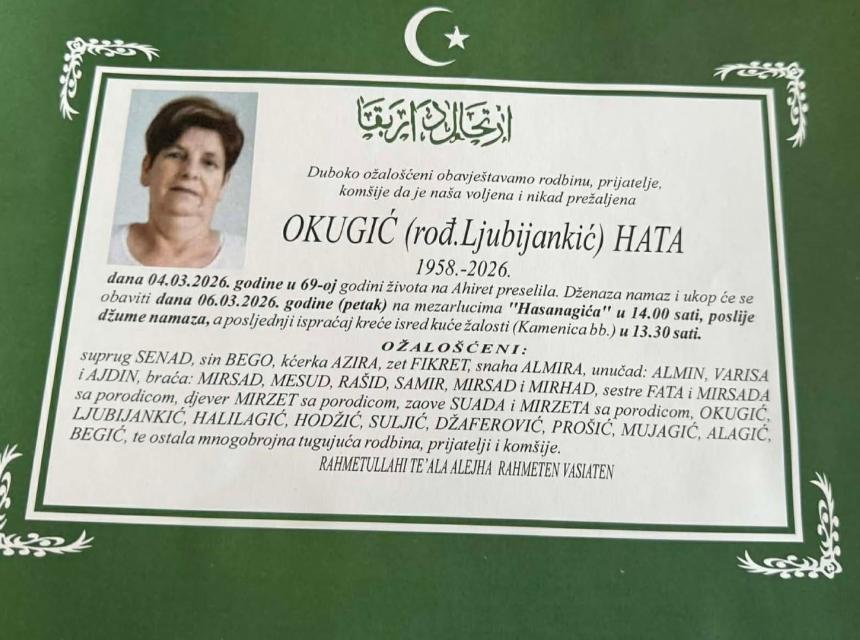 ارتحال دار بقا
Duboko ožalošćeni obavještavamo rodbinu, prijatelje,
komšije da je naša voljena i nikad prežaljena
OKUGIĆ (rođ.Ljubijankić) HATA
1958.-2026.
dana 04.03.2026. godine u 69-oj godini života na Ahiret preselila. Dženaza namaz i ukop će se
obaviti dana 06.03.2026. godine (petak) na mezarlucima "Hasanagića" u 14.00 sati, poslije
džume namaza, a posljednji ispraćaj kreće ispred kuće žalosti (Kamenica bb.) u 13.30 sati.
OŽALOŠĆENI:
suprug SENAD, sin BEGO, kćerka AZIRA, zet FIKRET, snaha ALMIRA, unučad: ALMIN, VARISA
i AJDIN, braća: MIRSAD, MESUD, RAŠID, SAMIR, MIRSAD i MIRHAD, sestre FATA i MIRSADA
sa porodicom, djever MIRZET sa porodicom, zaove SUADA i MIRZETA sa porodicom, OKUGIĆ,
LJUBIJANKIĆ, HALILAGIĆ, HODŽIĆ, SULJIĆ, DŽAFEROVIĆ, PROŠIĆ, MUJAGIĆ, ALAGIĆ,
BEGIĆ, te ostala mnogobrojna tugujuća rodbina, prijatelji i komšije.
RAHMETULLAHI TE'ALA ALEJHA RAHMETEN VASIATEN